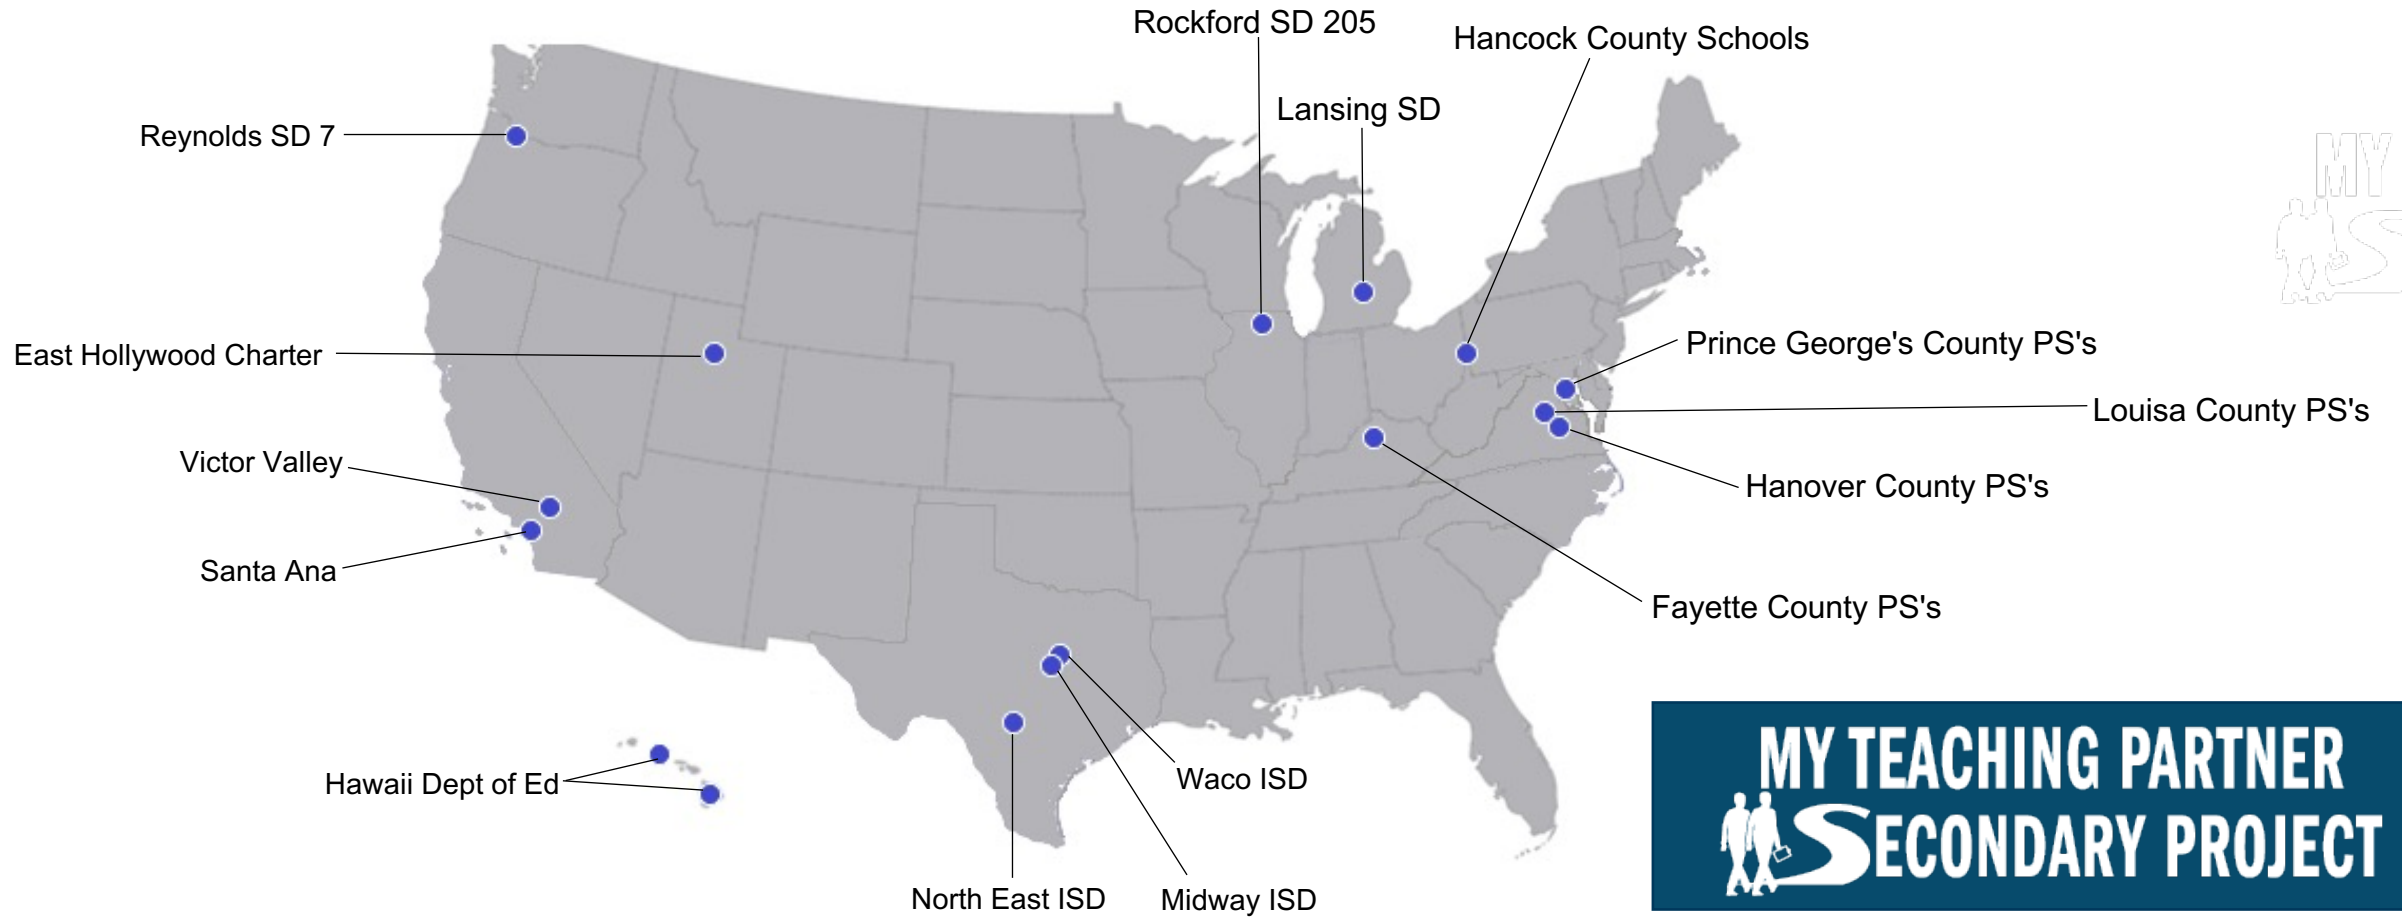 Rockford SD 205
Hancock County Schools
Lansing SD
Reynolds SD 7
MY
S
Prince George's County PS's
East Hollywood Charter
Louisa County PS's
Victor Valley
Hanover County PS's
Santa Ana
Fayette County PS's
Hawaii Dept of Ed
Waco ISD
North East ISD
Midway ISD
MY TEACHING PARTNER
SECONDARY PROJECT